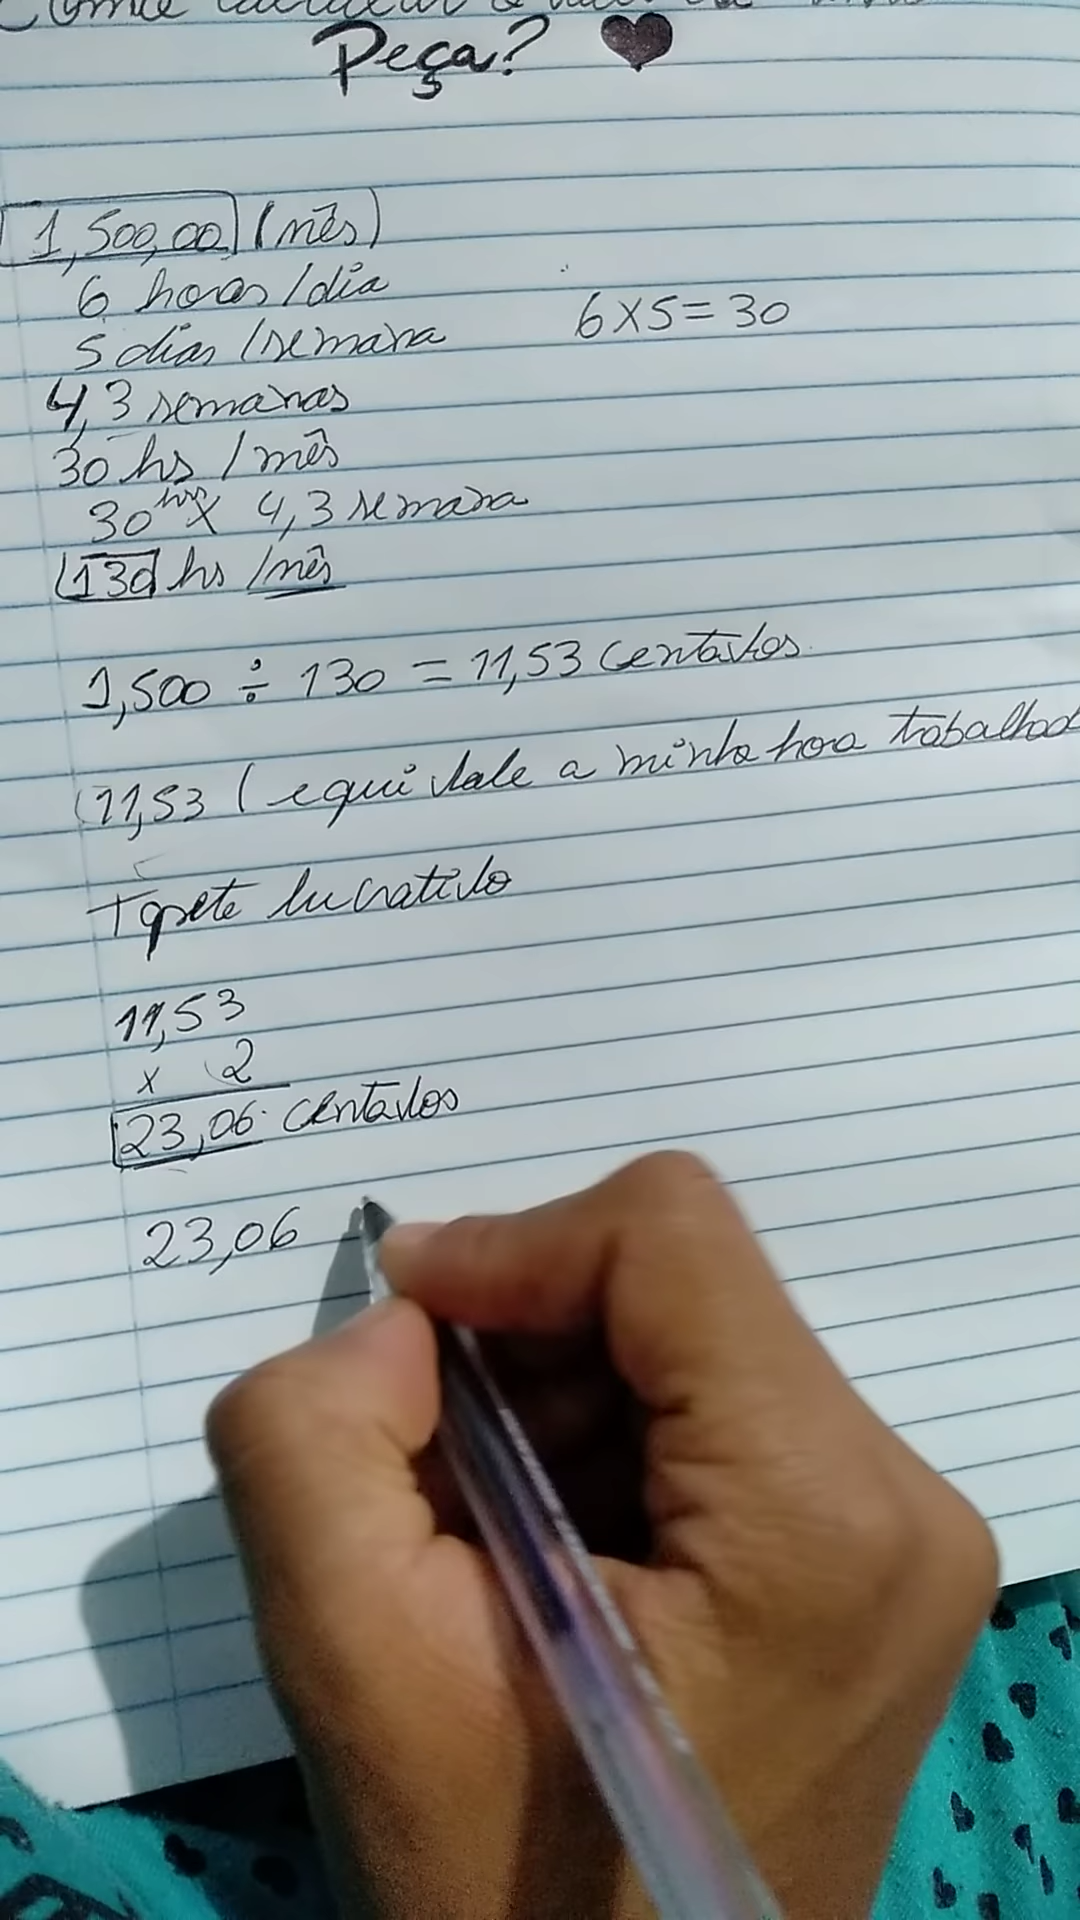 Peça? ♥
1,500,00 (mês)
6 horas/dia
5 dias/semana 6x5=30
4,3 semanas
30 hs/mês
30 hrs x 4,3 semana
130 hs/mês
1,500 ÷ 130 = 11,53 centavos.
11,53 (equivale a minha hora trabalhad
Tapete lucrativo
11,53
x 2
23,06 centavos
23,06